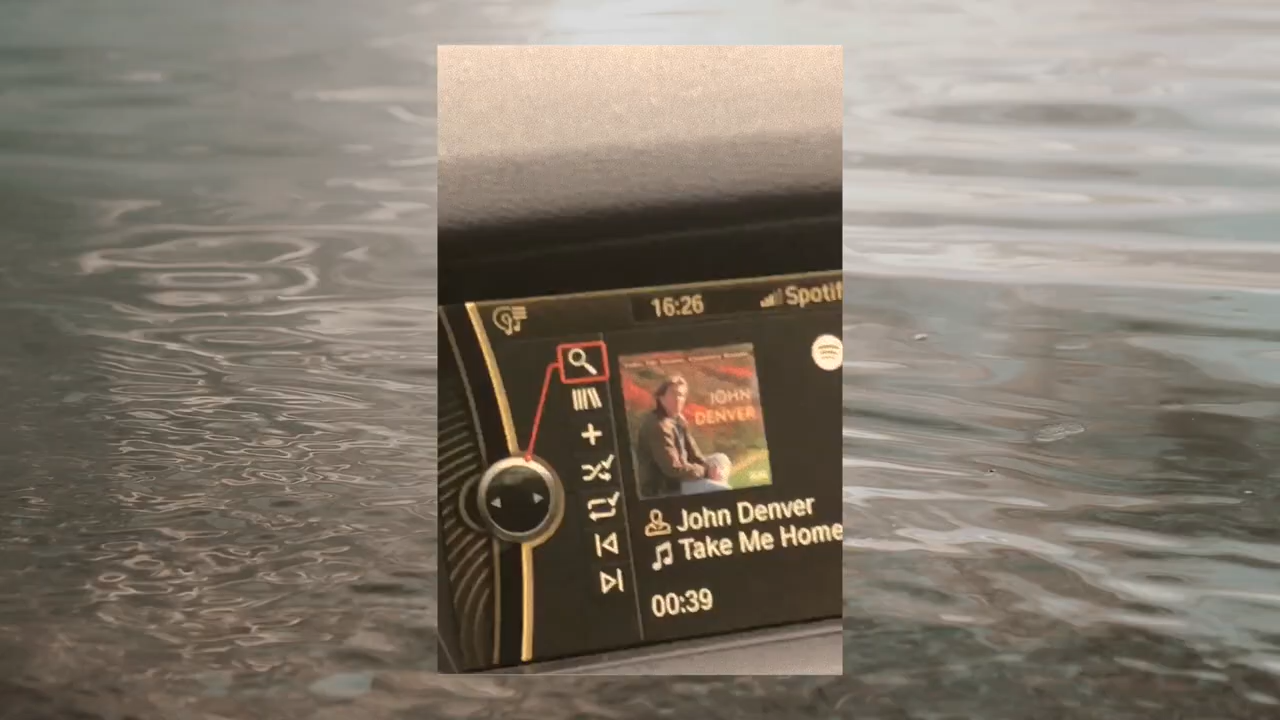 16:26
Spotif
JOHN
DENVER
John Denver
Take Me Home
00:39